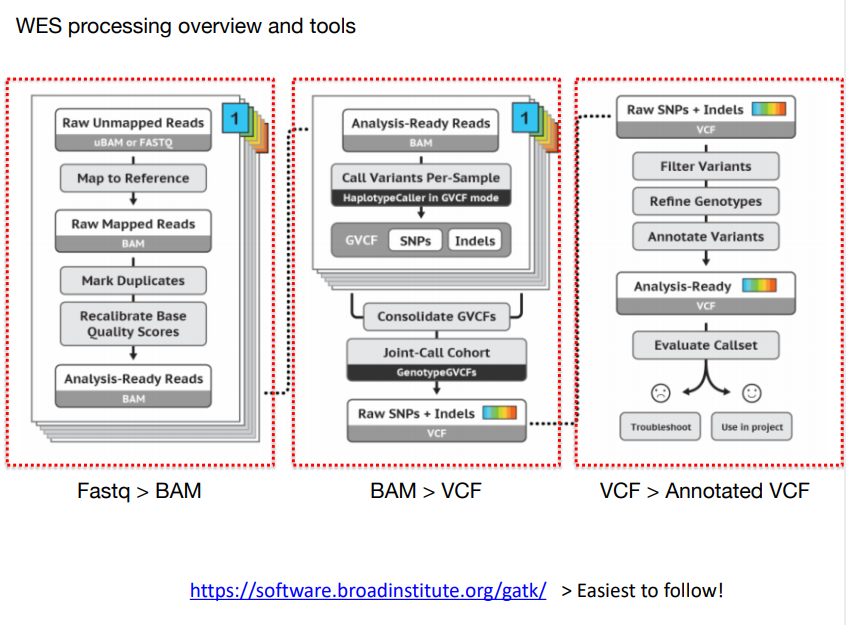 WES processing overview and tools
Raw Unmapped Reads
uBAM or FASTQ
1
Map to Reference
Raw Mapped Reads
BAM
Mark Duplicates
Recalibrate Base
Quality Scores
Analysis-Ready Reads
BAM
Fastq > BAM
Analysis-Ready Reads
BAM
1
Call Variants Per-Sample
HaplotypeCaller in GVCF mode
GVCF SNPs Indels
Consolidate GVCFs
Joint-Call Cohort
GenotypeGVCFs
Raw SNPs + Indels
VCF
BAM > VCF
Raw SNPs + Indels
VCF
Filter Variants
Refine Genotypes
Annotate Variants
Analysis-Ready
VCF
Evaluate Callset
Troubleshoot
Use in project
VCF > Annotated VCF
https://software.broadinstitute.org/gatk/ > Easiest to follow!